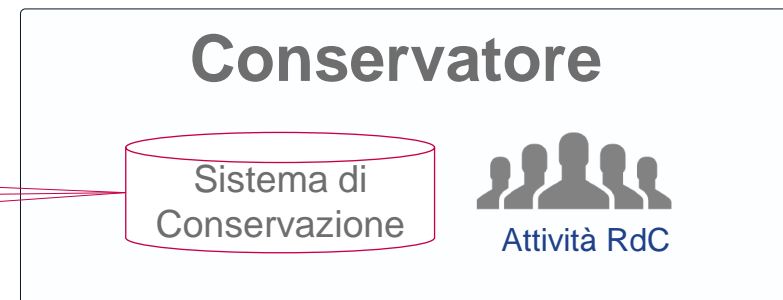 Conservatore
Sistema di
Conservazione
Attività RdC